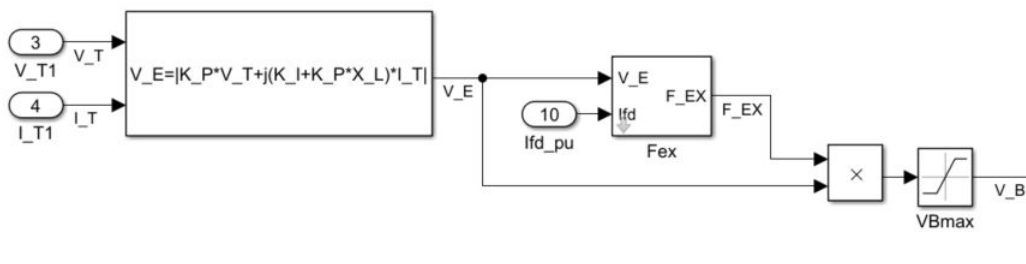 3
V_T
V_T1
4
I_T
I_T1
V_E=|K_P*V_T+j(K_I+K_P*X_L)*I_T|
V_E
10
Ifd_pu
V_E
Ifd
F_EX
Fex
F_EX
×
VBmax
V_B